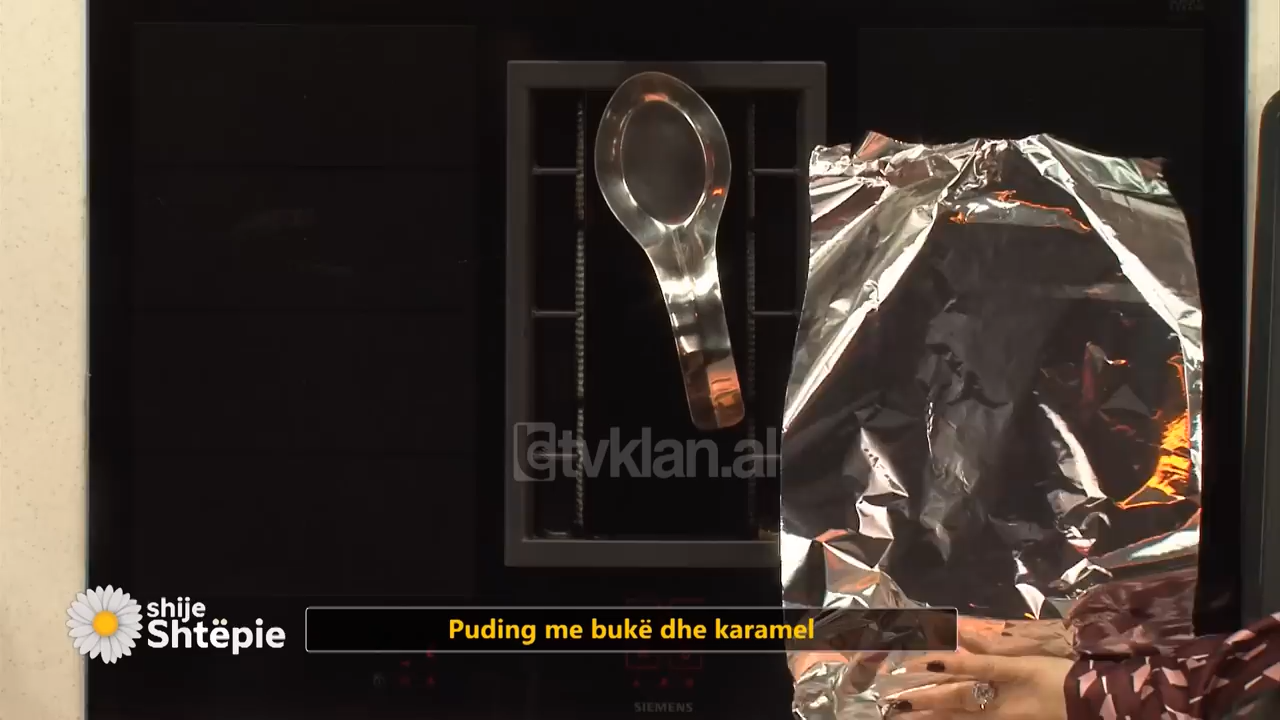 tvklan.al
shije
Shtëpie
Puding me bukë dhe karamel
SIEMENS